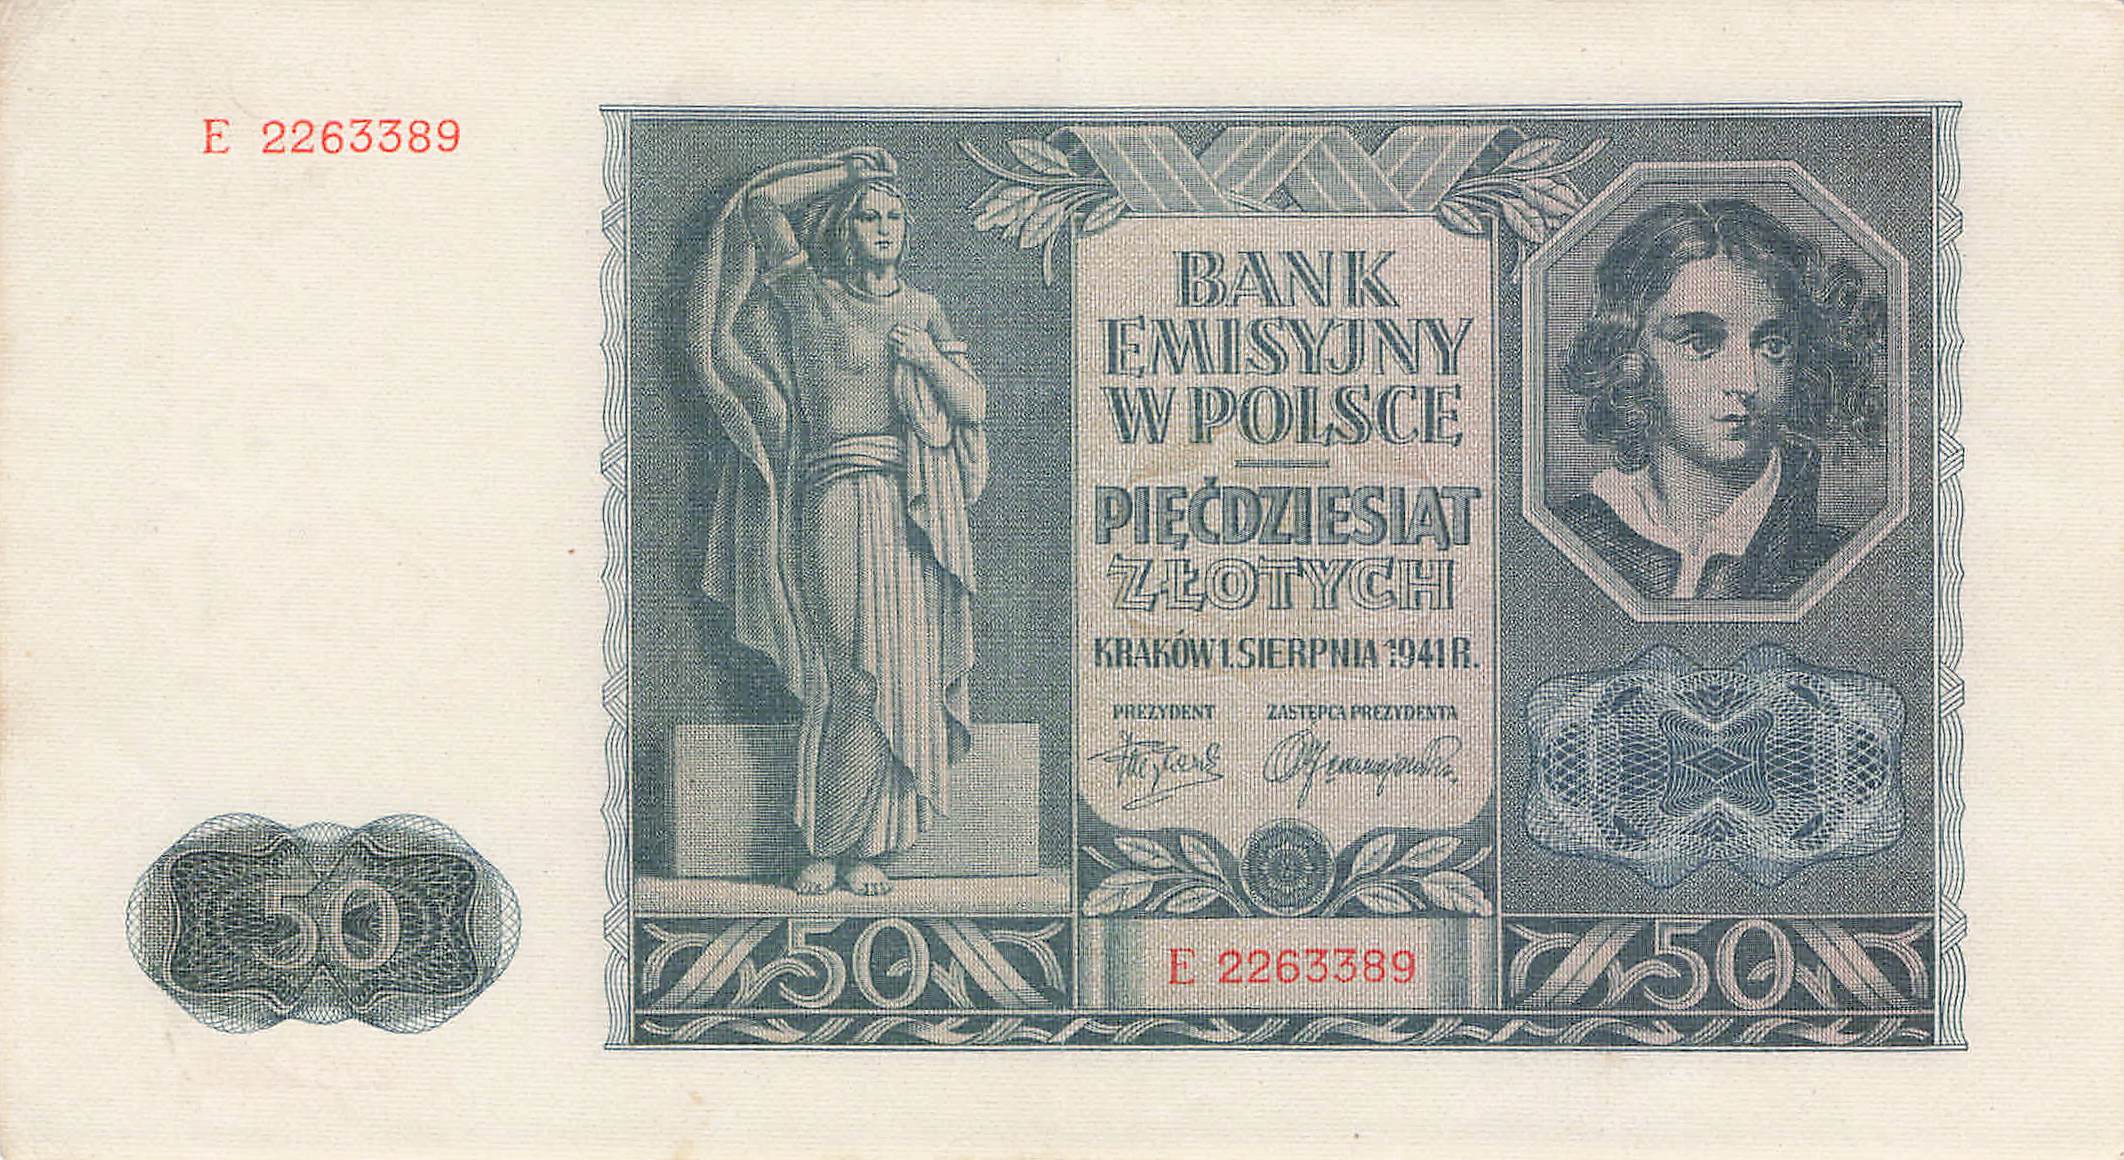 E 2263389
BANK
EMISYJNY
W POLSCE
PIĘĆDZIESIĄT
ZŁOTYCH
KRAKÓW 1. SIERPNIA 1941 R.
PREZYDENT ZASTĘPCA PREZYDENTA
50
50 E 2263389 50